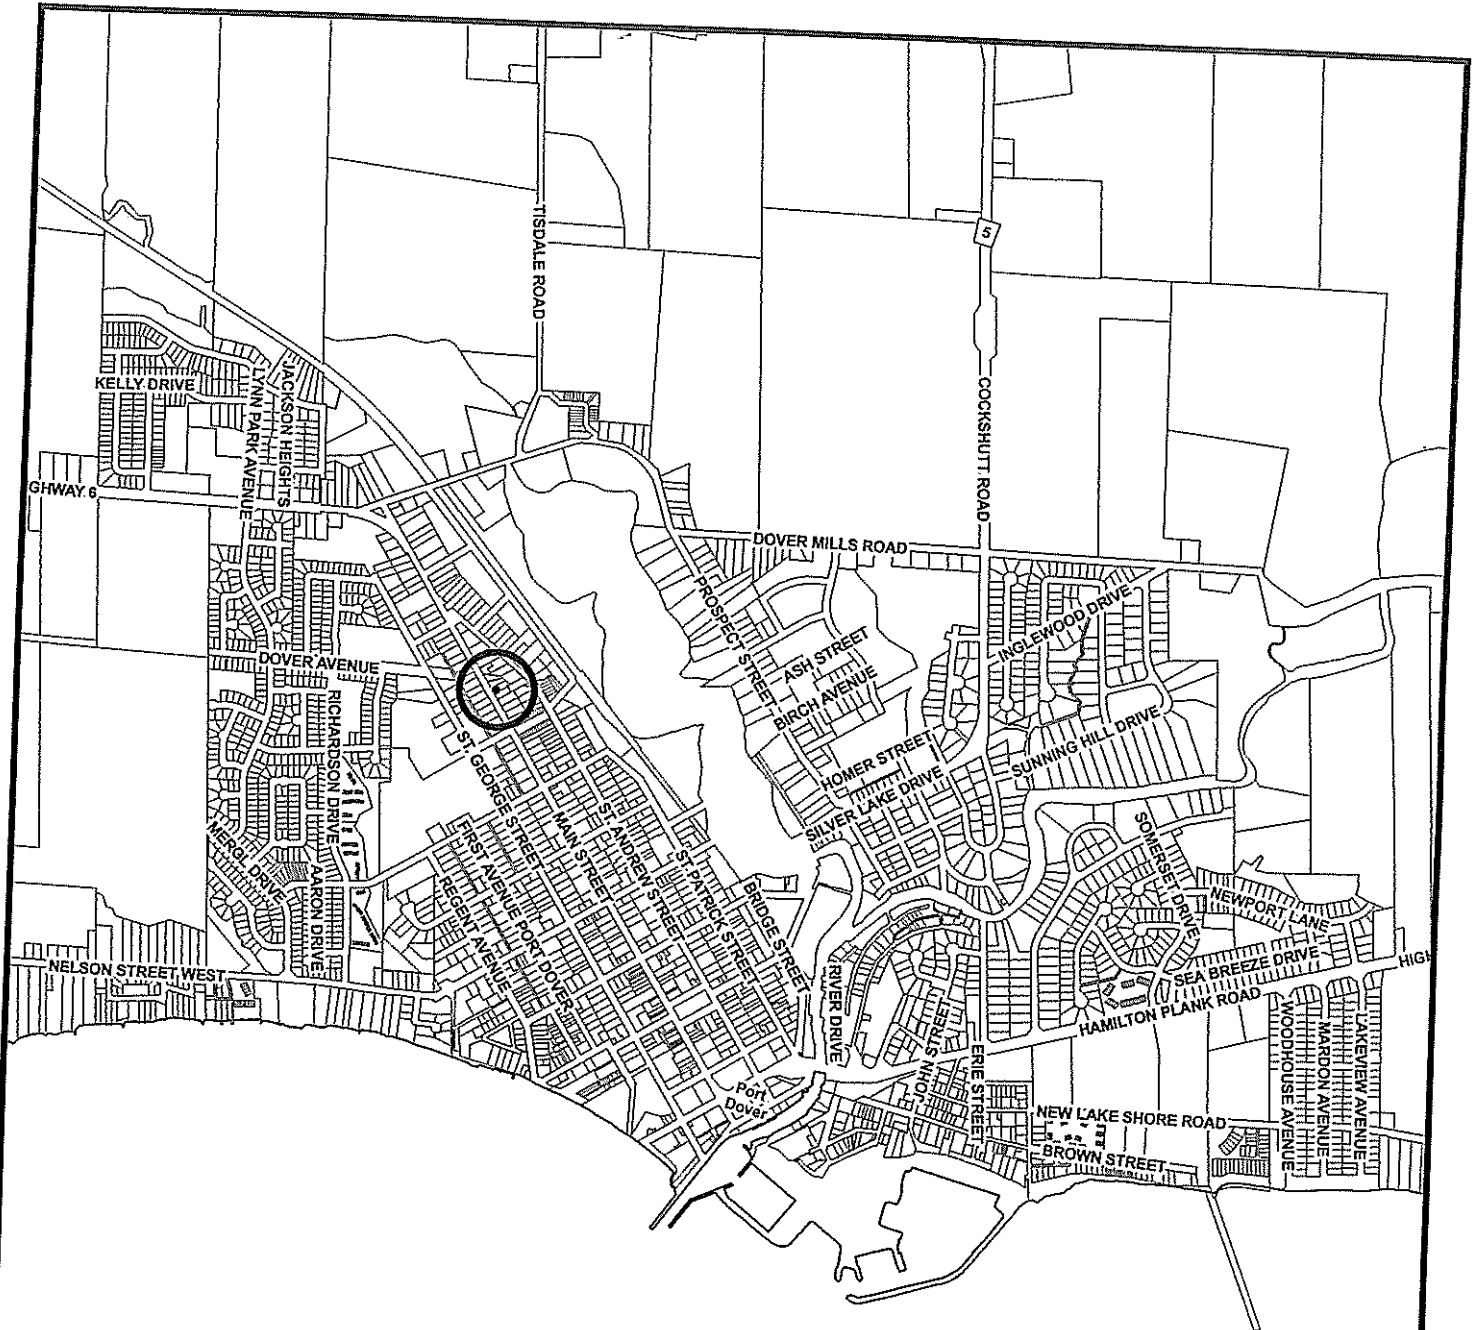 TISDALE ROAD
5
KELLY DRIVE
LYNN PARK AVENUE
JACKSON HEIGHTS
COCKSHUTT ROAD
GHWAY 6
DOVER MILLS ROAD
PROSPECT STREET
INGLEWOOD DRIVE
ASH STREET
BIRCH AVENUE
DOVER AVENUE
RICHARDSON DRIVE
ST. GEORGE STREET
HOMER STREET
SUNNING HILL DRIVE
SILVER LAKE DRIVE
MAIN STREET
ST. ANDREW STREET
SOMERSET DRIVE
MERGL DRIVE
FIRST AVENUE PORT DOVER
ST. PATRICK STREET
AARON DRIVE
REGENT AVENUE
BRIDGE STREET
NEWPORT LANE
NELSON STREET WEST
RIVER DRIVE
SEA BREEZE DRIVE
HIGH
HAMILTON PLANK ROAD
JOHN STREET
ERIE STREET
WOODHOUSE AVENUE
MARDON AVENUE
LAKEVIEW AVENUE
Port
Dover
NEW LAKE SHORE ROAD
BROWN STREET